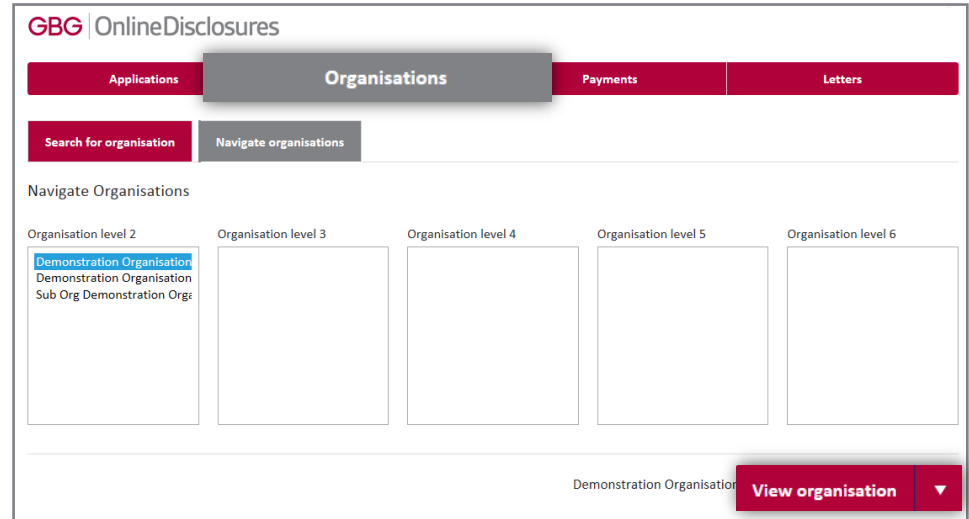 GBG OnlineDisclosures
Applications Organisations Payments Letters
Search for organisation Navigate organisations
Navigate Organisations
Organisation level 2 Organisation level 3 Organisation level 4 Organisation level 5 Organisation level 6
Demonstration Organisation
Demonstration Organisation
Sub Org Demonstration Orga
Demonstration Organisation View organisation